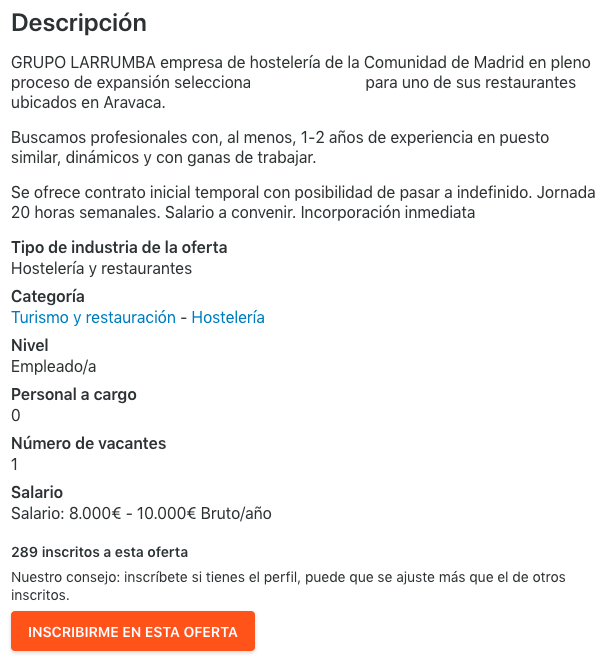 Descripción
GRUPO LARRUMBA empresa de hostelería de la Comunidad de Madrid en pleno
proceso de expansión selecciona para uno de sus restaurantes
ubicados en Aravaca.
Buscamos profesionales con, al menos, 1-2 años de experiencia en puesto
similar, dinámicos y con ganas de trabajar.
Se ofrece contrato inicial temporal con posibilidad de pasar a indefinido. Jornada
20 horas semanales. Salario a convenir. Incorporación inmediata
Tipo de industria de la oferta
Hostelería y restaurantes
Categoría
Turismo y restauración - Hostelería
Nivel
Empleado/a
Personal a cargo
0
Número de vacantes
1
Salario
Salario: 8.000€ - 10.000€ Bruto/año
289 inscritos a esta oferta
Nuestro consejo: inscríbete si tienes el perfil, puede que se ajuste más que el de otros
inscritos.
INSCRIBIRME EN ESTA OFERTA